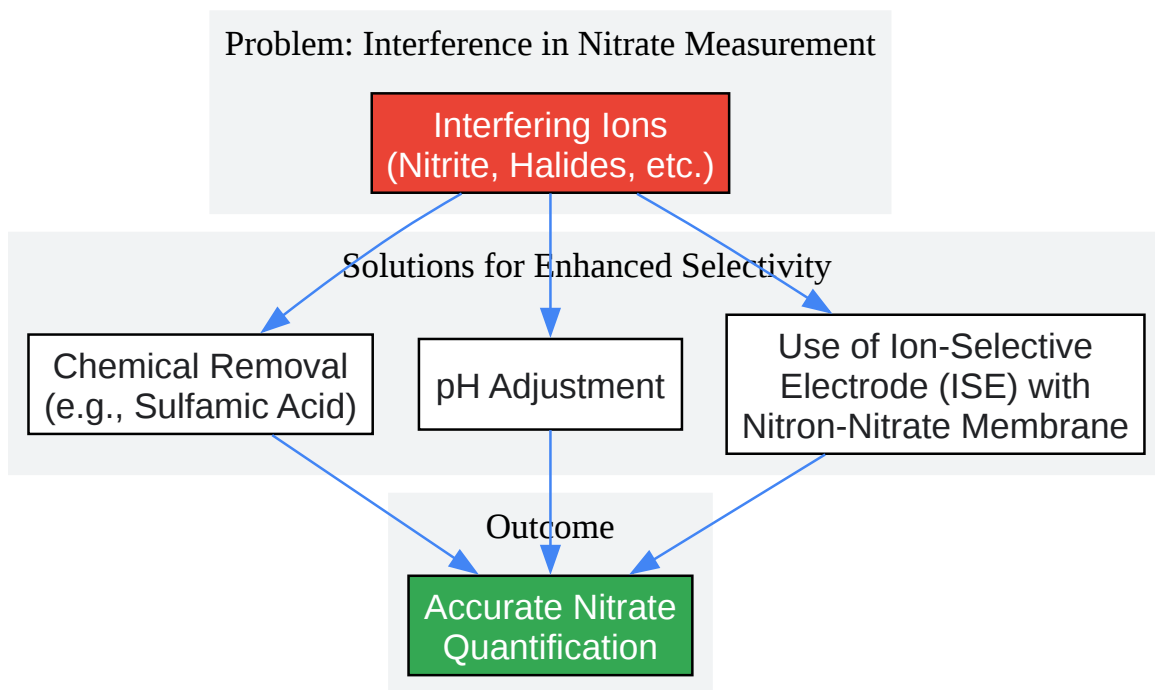 Problem: Interference in Nitrate Measurement
Interfering Ions
(Nitrite, Halides, etc.)
Solutions for Enhanced Selectivity
Chemical Removal
(e.g., Sulfamic Acid)
pH Adjustment
Use of Ion-Selective
Electrode (ISE) with
Nitron-Nitrate Membrane
Outcome
Accurate Nitrate
Quantification